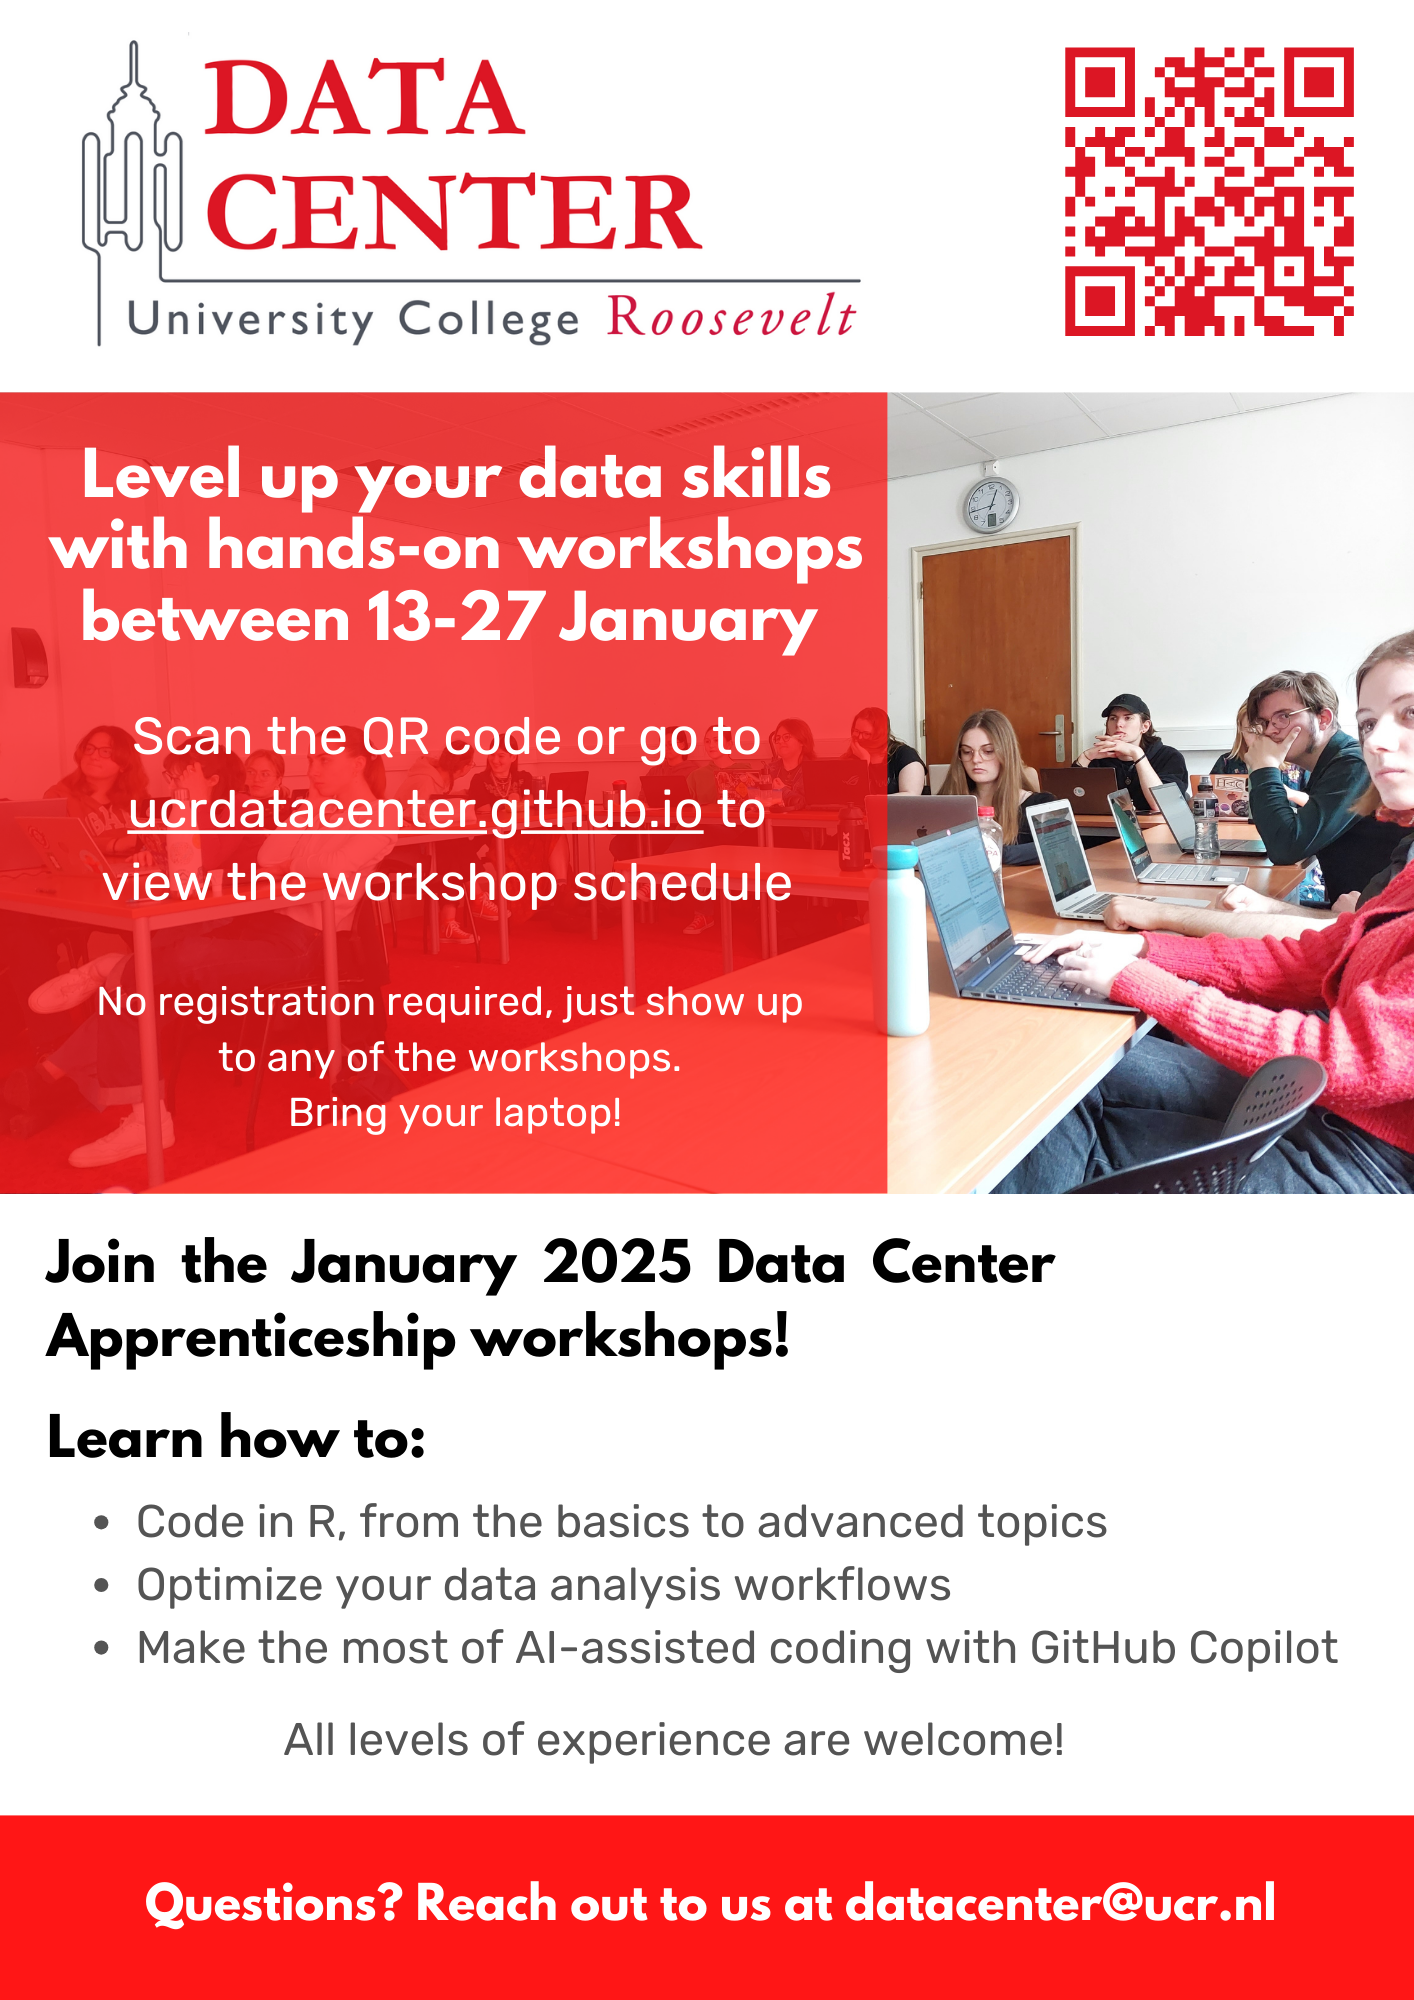 DATA
CENTER
University College Roosevelt
Level up your data skills
with hands-on workshops
between 13-27 January
Scan the QR code or go to
ucrdatacenter.github.io to
view the workshop schedule
No registration required, just show up
to any of the workshops.
Bring your laptop!
Tacx
Join the January 2025 Data Center
Apprenticeship workshops!
Learn how to:
• Code in R, from the basics to advanced topics
• Optimize your data analysis workflows
• Make the most of AI-assisted coding with GitHub Copilot
All levels of experience are welcome!
Questions? Reach out to us at datacenter@ucr.nl